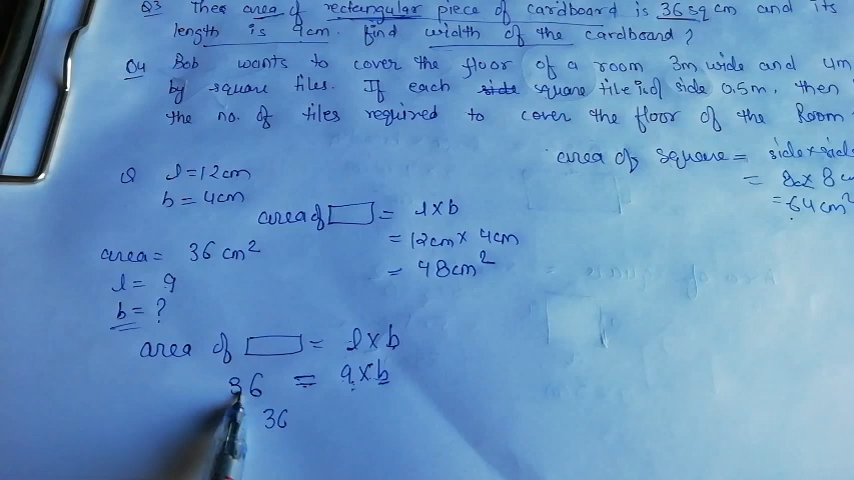 Q3 The area of rectangular piece of cardboard is 36 sq cm and its
length is 9cm. find width of the cardboard?
Q4 Bob wants to cover the floor of a room 3m wide and 4m
by square tiles. If each square tile is of side 0.5m, then
the no. of tiles required to cover the floor of the Room
area of square = side x side
= 8 x 8 cm
= 64 cm²
l = 12cm
b = 4cm
area of ▭ = l x b
= 12cm x 4cm
= 48cm²
area = 36 cm²
l = 9
b = ?
area of ▭ = l x b
36 = 9 x b
36